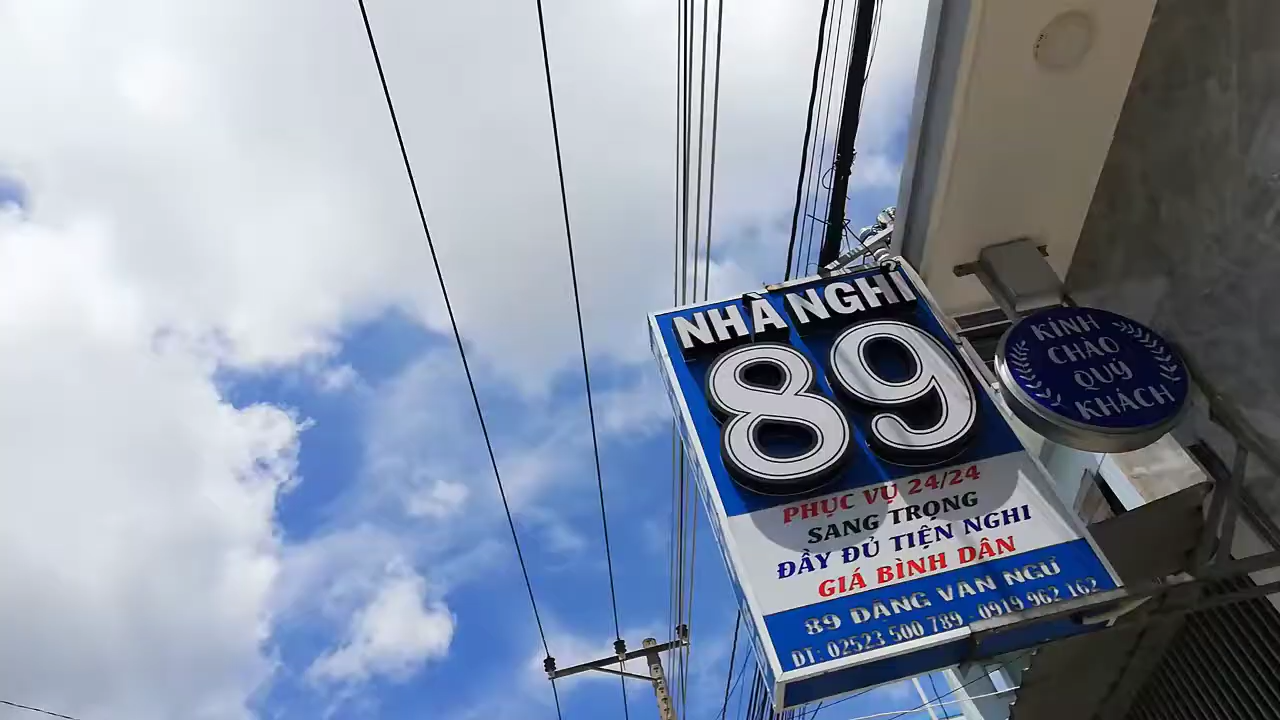 NHÀ NGHỈ
89
PHỤC VỤ 24/24
SANG TRỌNG
ĐẦY ĐỦ TIỆN NGHI
GIÁ BÌNH DÂN
89 ĐẶNG VĂN NGỮ
DT: 02523 500 789 - 0919 962 162
KÍNH
CHÀO
QUÝ
KHÁCH